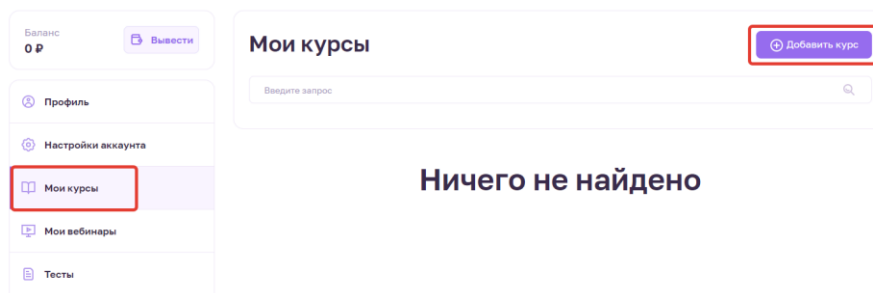 Баланс
0 ₽
Вывести
Профиль
Настройки аккаунта
Мои курсы
Мои вебинары
Тесты
Мои курсы
Добавить курс
Введите запрос
Ничего не найдено